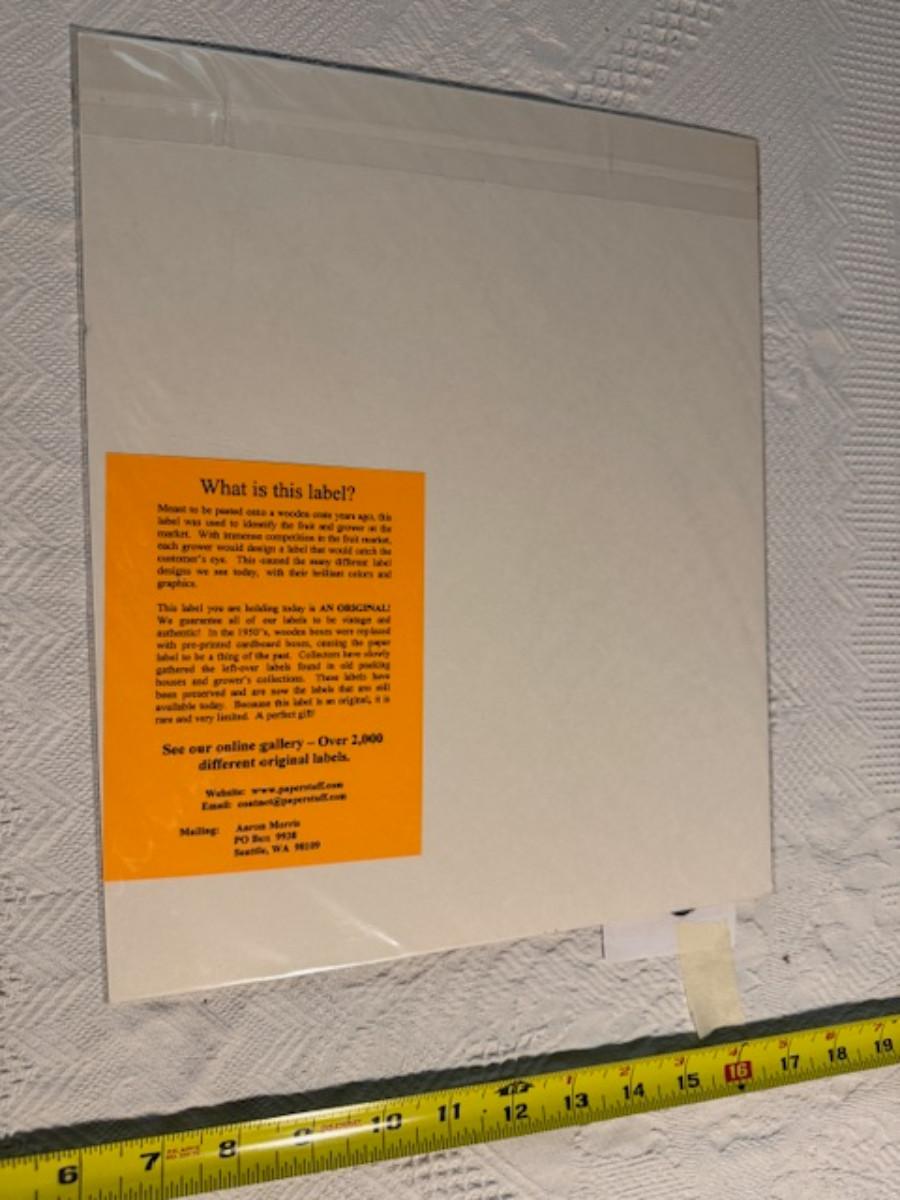 What is this label?
Meant to be pasted onto a wooden crate years ago, this
label was used to identify the fruit and grower at the
market. With immense competition in the fruit market,
each grower would design a label that would catch the
customer's eye. This caused the many different label
designs we see today, with their brilliant colors and
graphics.
This label you are holding today is AN ORIGINAL!
We guarantee all of our labels to be vintage and
authentic! In the 1950's, wooden boxes were replaced
with pre-printed cardboard boxes, causing the paper
label to be a thing of the past. Collectors have slowly
gathered the left-over labels found in old packing
houses and grower's collections. These labels have
been preserved and are now the labels that are still
available today. Because this label is an original, it is
rare and very limited. A perfect gift!
See our online gallery – Over 2,000
different original labels.
Website: www.paperstuff.com
Email: contact@paperstuff.com
Mailing: Aaron Morris
PO Box 9938
Seattle, WA 98109
1 2 3 4 5 6 7
6 7 8 9 10 11 12 13 14 15 16 17 18 19